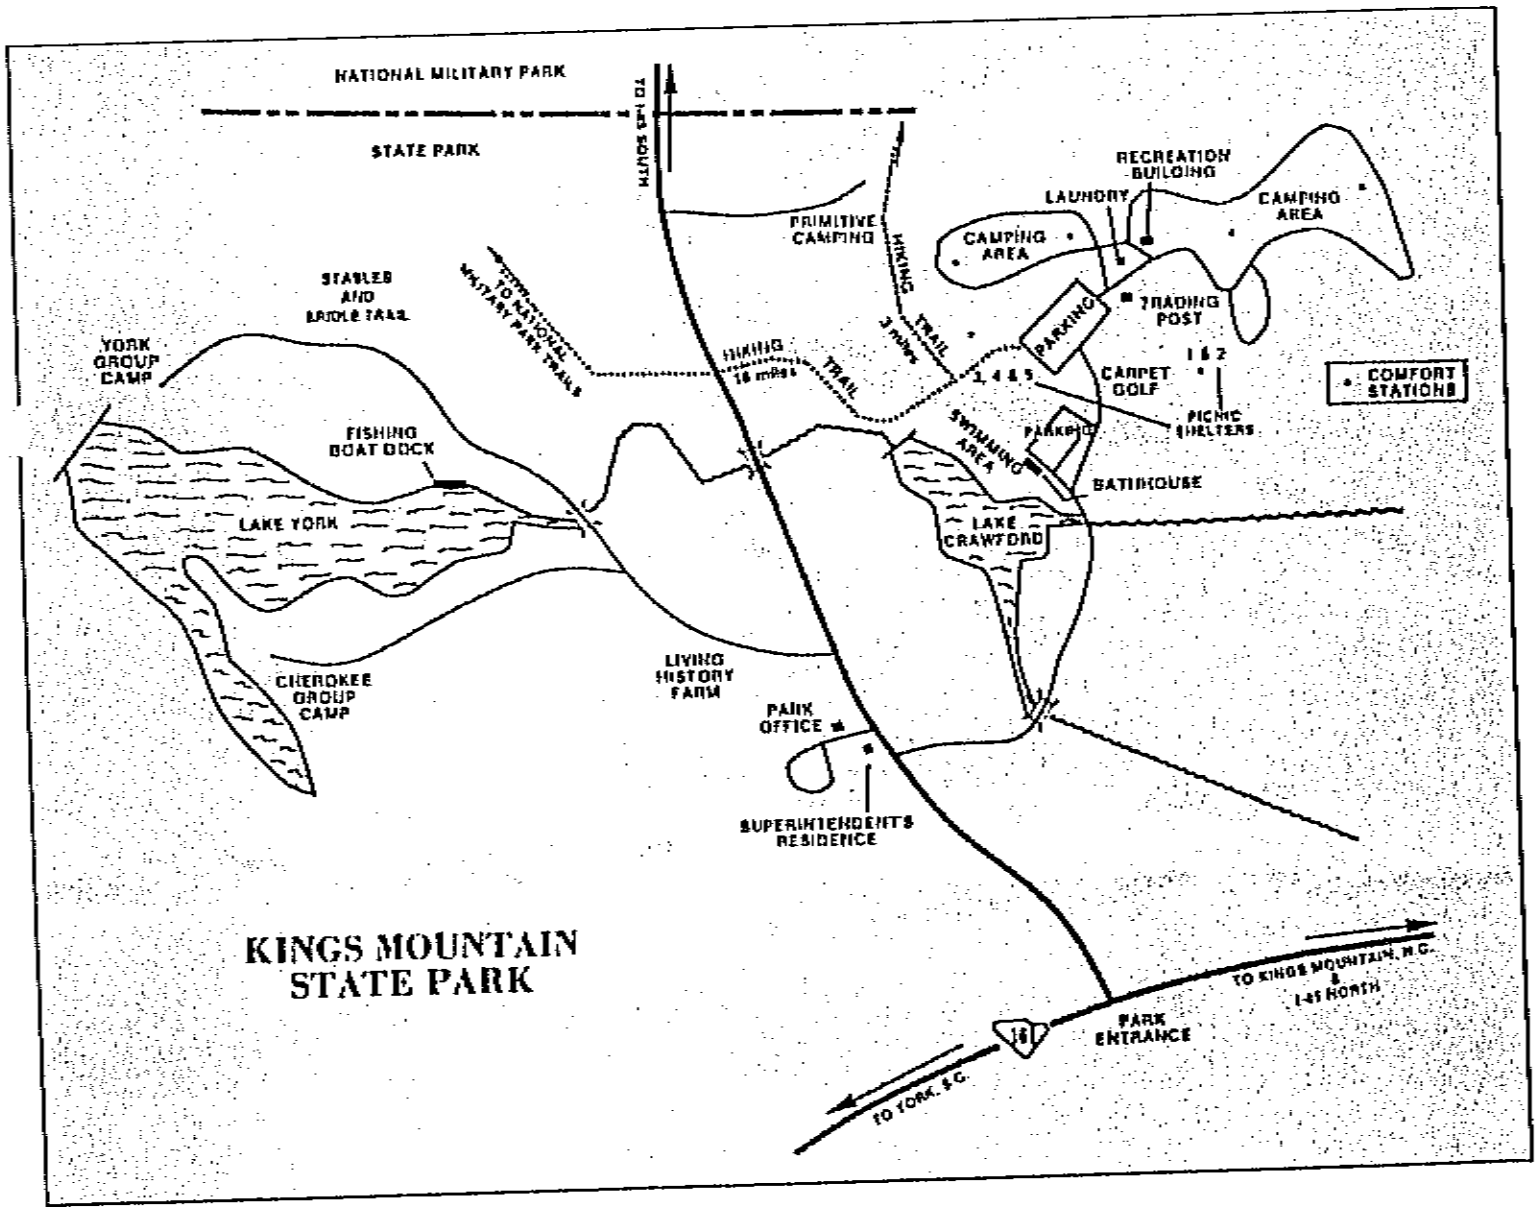 NATIONAL MILITARY PARK
STATE PARK
TO I-85 SOUTH
RECREATION
BUILDING
LAUNDRY
CAMPING
AREA
PRIMITIVE
CAMPING
CAMPING
AREA
HIKING
TRAIL
3 miles
TO NATIONAL
MILITARY PARK TRAILS
STABLES
AND
BRIDLE TRAIL
YORK
GROUP
CAMP
PARKING
TRADING
POST
HIKING
TRAIL
16 miles
1 & 2
3, 4 & 5
CARPET
GOLF
COMFORT
STATIONS
PICNIC
SHELTERS
FISHING
BOAT DOCK
SWIMMING
AREA
PARKING
BATHHOUSE
LAKE YORK
LAKE
CRAWFORD
CHEROKEE
GROUP
CAMP
LIVING
HISTORY
FARM
PARK
OFFICE
SUPERINTENDENT'S
RESIDENCE
KINGS MOUNTAIN
STATE PARK
TO KINGS MOUNTAIN, N.C.
&
I-85 NORTH
161
PARK
ENTRANCE
TO YORK, S.C.